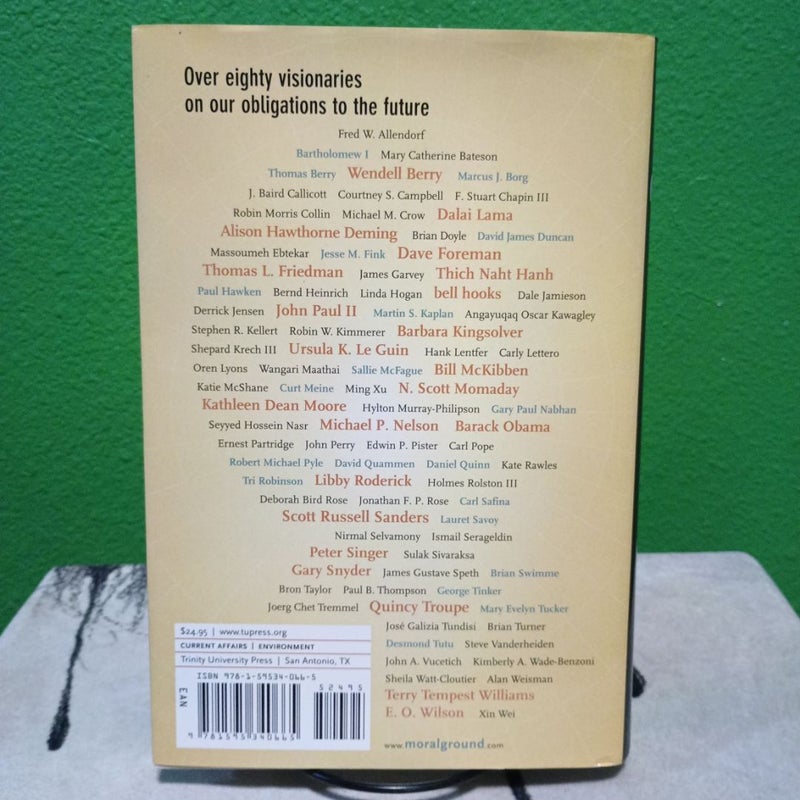 Over eighty visionaries
on our obligations to the future
Fred W. Allendorf
Bartholomew I Mary Catherine Bateson
Thomas Berry Wendell Berry Marcus J. Borg
J. Baird Callicott Courtney S. Campbell F. Stuart Chapin III
Robin Morris Collin Michael M. Crow Dalai Lama
Alison Hawthorne Deming Brian Doyle David James Duncan
Massoumeh Ebtekar Jesse M. Fink Dave Foreman
Thomas L. Friedman James Garvey Thich Naht Hanh
Paul Hawken Bernd Heinrich Linda Hogan bell hooks Dale Jamieson
Derrick Jensen John Paul II Martin S. Kaplan Angayuqaq Oscar Kawagley
Stephen R. Kellert Robin W. Kimmerer Barbara Kingsolver
Shepard Krech III Ursula K. Le Guin Hank Lentfer Carly Lettero
Oren Lyons Wangari Maathai Sallie McFague Bill McKibben
Katie McShane Curt Meine Ming Xu N. Scott Momaday
Kathleen Dean Moore Hylton Murray-Philipson Gary Paul Nabhan
Seyyed Hossein Nasr Michael P. Nelson Barack Obama
Ernest Partridge John Perry Edwin P. Pister Carl Pope
Robert Michael Pyle David Quammen Daniel Quinn Kate Rawles
Tri Robinson Libby Roderick Holmes Rolston III
Deborah Bird Rose Jonathan F. P. Rose Carl Safina
Scott Russell Sanders Lauret Savoy
Nirmal Selvamony Ismail Serageldin
Peter Singer Sulak Sivaraksa
Gary Snyder James Gustave Speth Brian Swimme
Bron Taylor Paul B. Thompson George Tinker
Joerg Chet Tremmel Quincy Troupe Mary Evelyn Tucker
José Galizia Tundisi Brian Turner
Desmond Tutu Steve Vanderheiden
John A. Vucetich Kimberly A. Wade-Benzoni
Sheila Watt-Cloutier Alan Weisman
Terry Tempest Williams
E. O. Wilson Xin Wei
$24.95 | www.tupress.org
CURRENT AFFAIRS | ENVIRONMENT
Trinity University Press | San Antonio, TX
ISBN 978-1-59534-066-5
52495
EAN
9 781595 340665
www.moralground.com